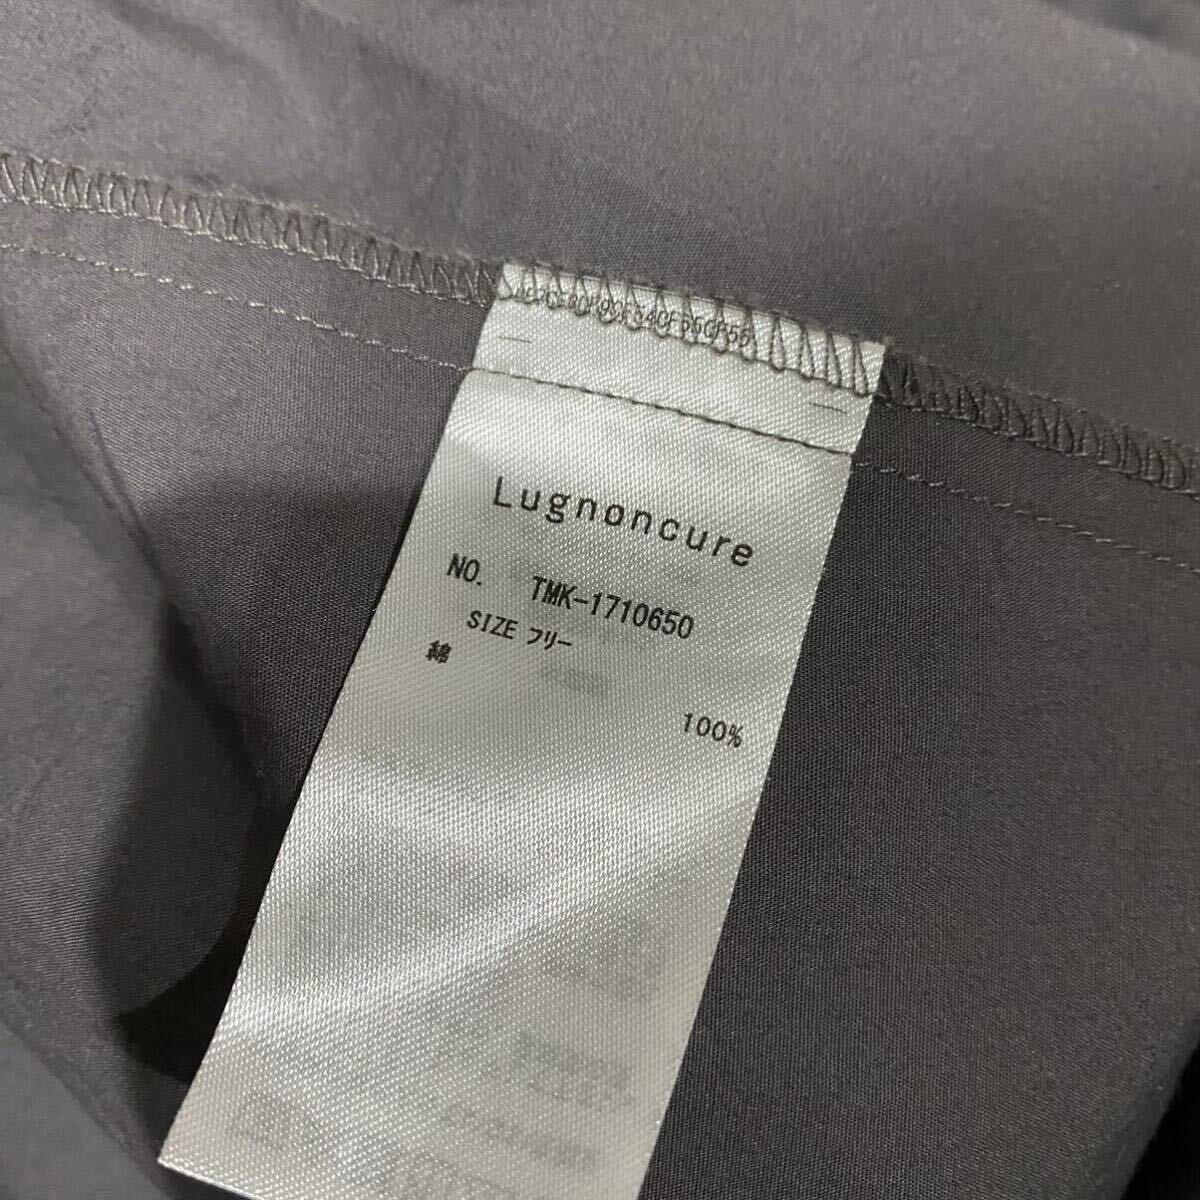 Lugnoncure
NO. TMK-1710650
SIZE フリー
綿
100%